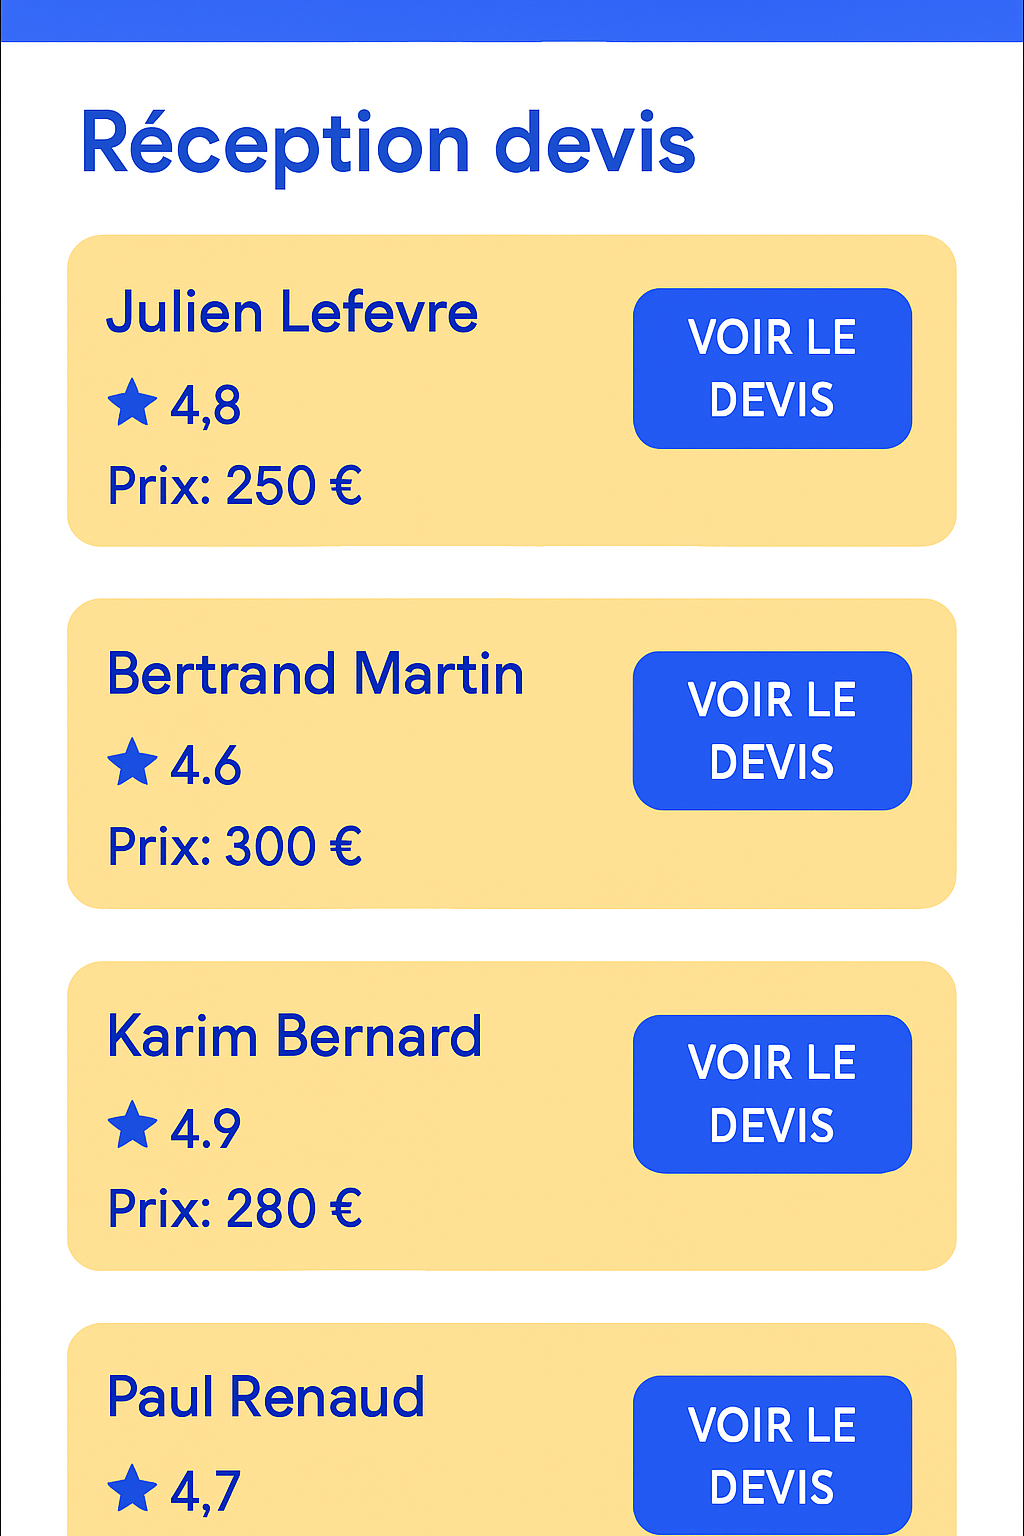 Réception devis
Julien Lefevre
4,8
Prix: 250 €
VOIR LE
DEVIS
Bertrand Martin
4.6
Prix: 300 €
VOIR LE
DEVIS
Karim Bernard
4.9
Prix: 280 €
VOIR LE
DEVIS
Paul Renaud
4,7
VOIR LE
DEVIS